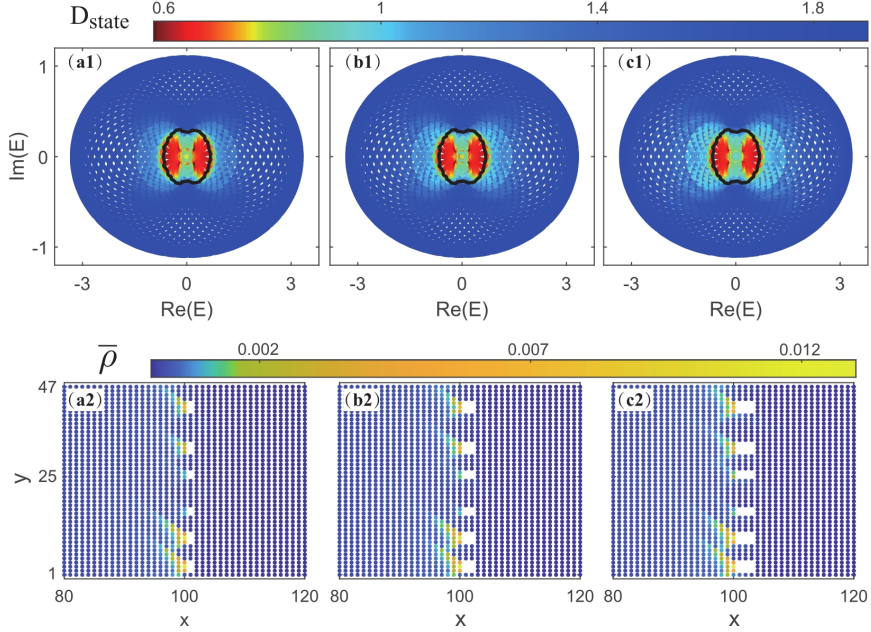 D_state 0.6 1 1.4 1.8
(a1) (b1) (c1)
1
0
-1
Im(E)
-3 0 3 -3 0 3 -3 0 3
Re(E) Re(E) Re(E)
ρ̅ 0.002 0.007 0.012
47
(a2) (b2) (c2)
25
y
1
80 100 120 80 100 120 80 100 120
x x x